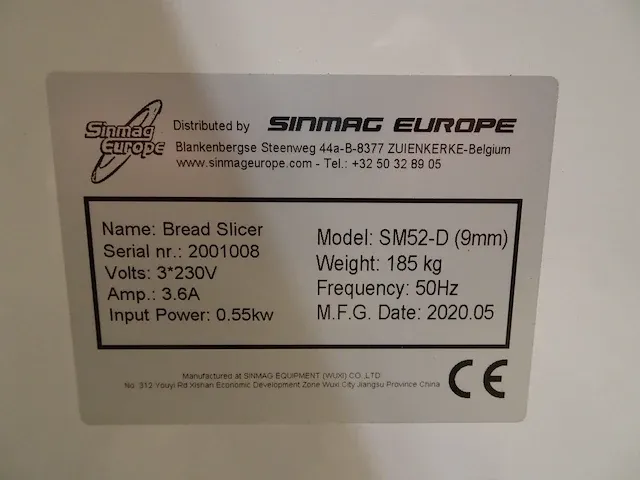 Sinmag
Europe
Distributed by SINMAG EUROPE
Blankenbergse Steenweg 44a-B-8377 ZUIENKERKE-Belgium
www.sinmageurope.com - Tel.: +32 50 32 89 05
Name: Bread Slicer
Serial nr.: 2001008
Volts: 3*230V
Amp.: 3.6A
Input Power: 0.55kw
Model: SM52-D (9mm)
Weight: 185 kg
Frequency: 50Hz
M.F.G. Date: 2020.05
Manufactured at SINMAG EQUIPMENT (WUXI) CO.,LTD
No. 312 Youyi Rd Xishan Economic Development Zone Wuxi City Jiangsu Province China
CE